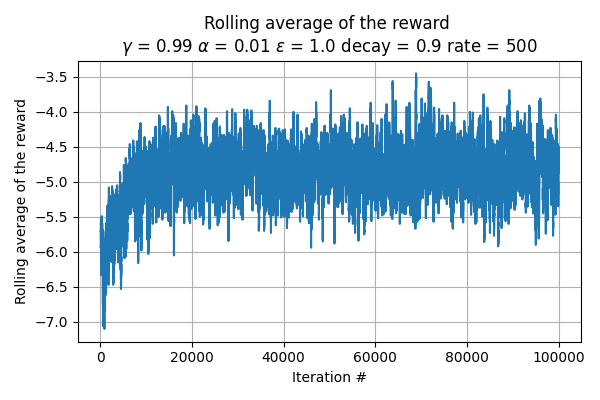 Rolling average of the reward
γ = 0.99 α = 0.01 ε = 1.0 decay = 0.9 rate = 500
Rolling average of the reward
−3.5
−4.0
−4.5
−5.0
−5.5
−6.0
−6.5
−7.0
0 20000 40000 60000 80000 100000
Iteration #